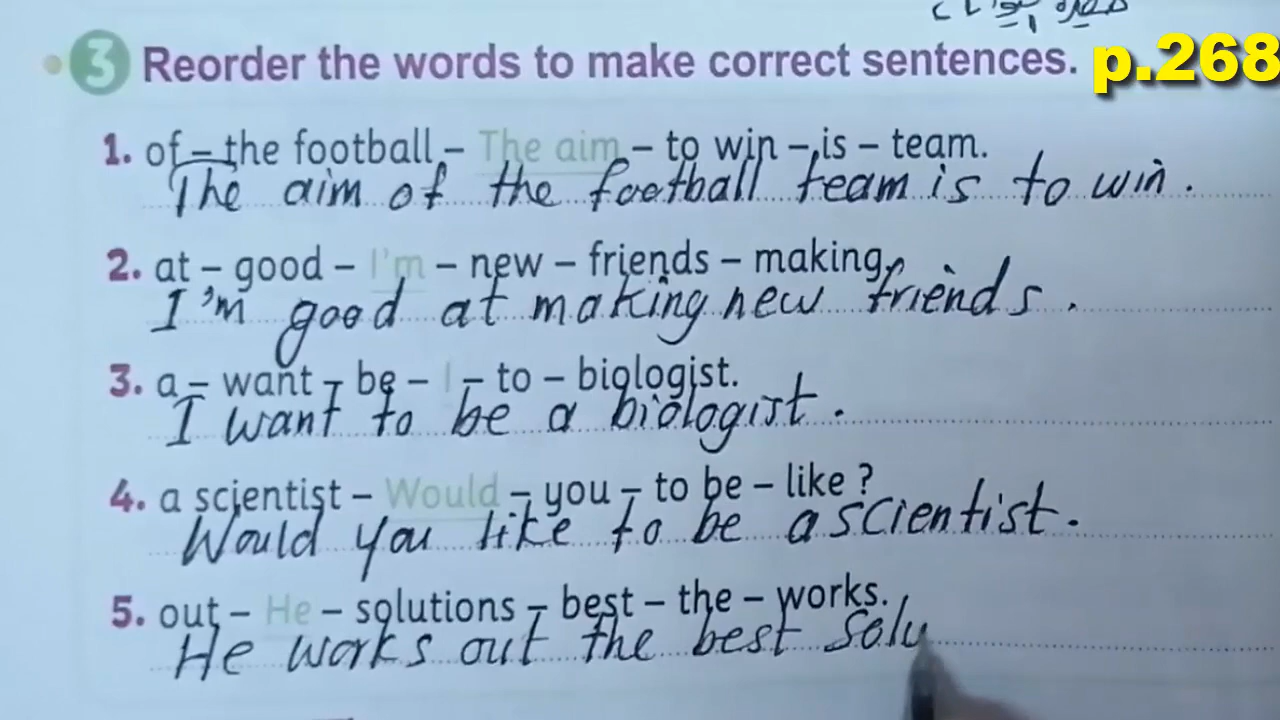 3 Reorder the words to make correct sentences. p.268
1. of – the football – The aim – to win – is – team.
The aim of the football team is to win.
2. at – good – I'm – new – friends – making
I'm good at making new friends.
3. a – want – be – I – to – biologist.
I want to be a biologist.
4. a scientist – Would – you – to be – like ?
Would you like to be a scientist.
5. out – He – solutions – best – the – works.
He works out the best Solu